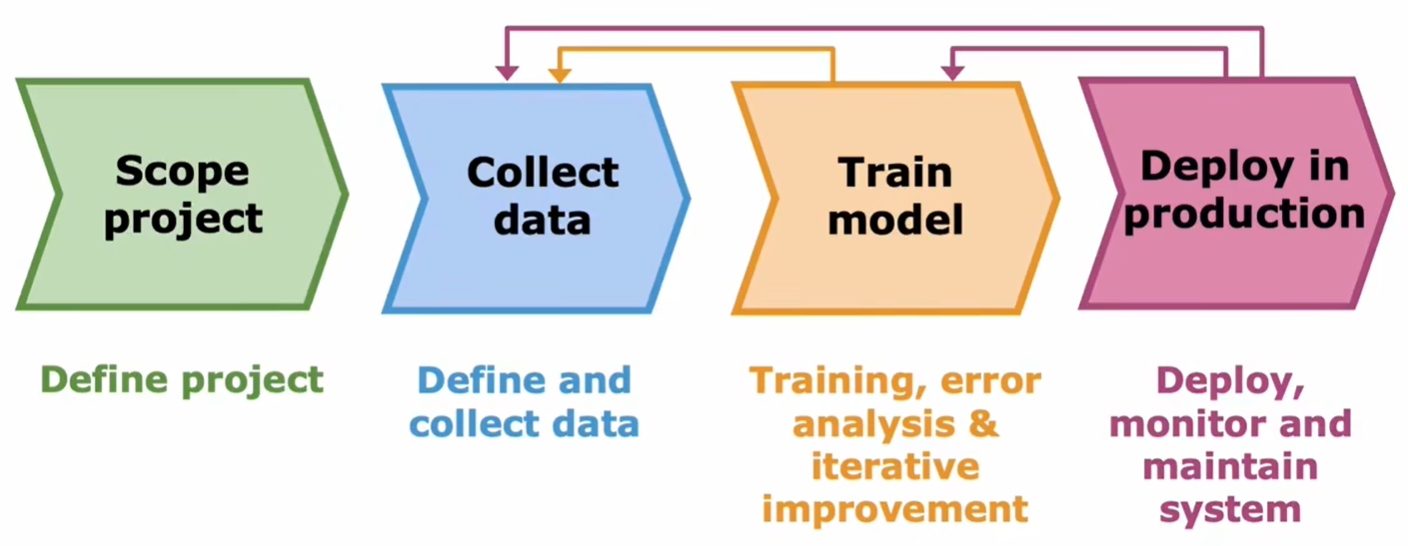 Scope
project
Collect
data
Train
model
Deploy in
production
Define project
Define and
collect data
Training, error
analysis &
iterative
improvement
Deploy,
monitor and
maintain
system